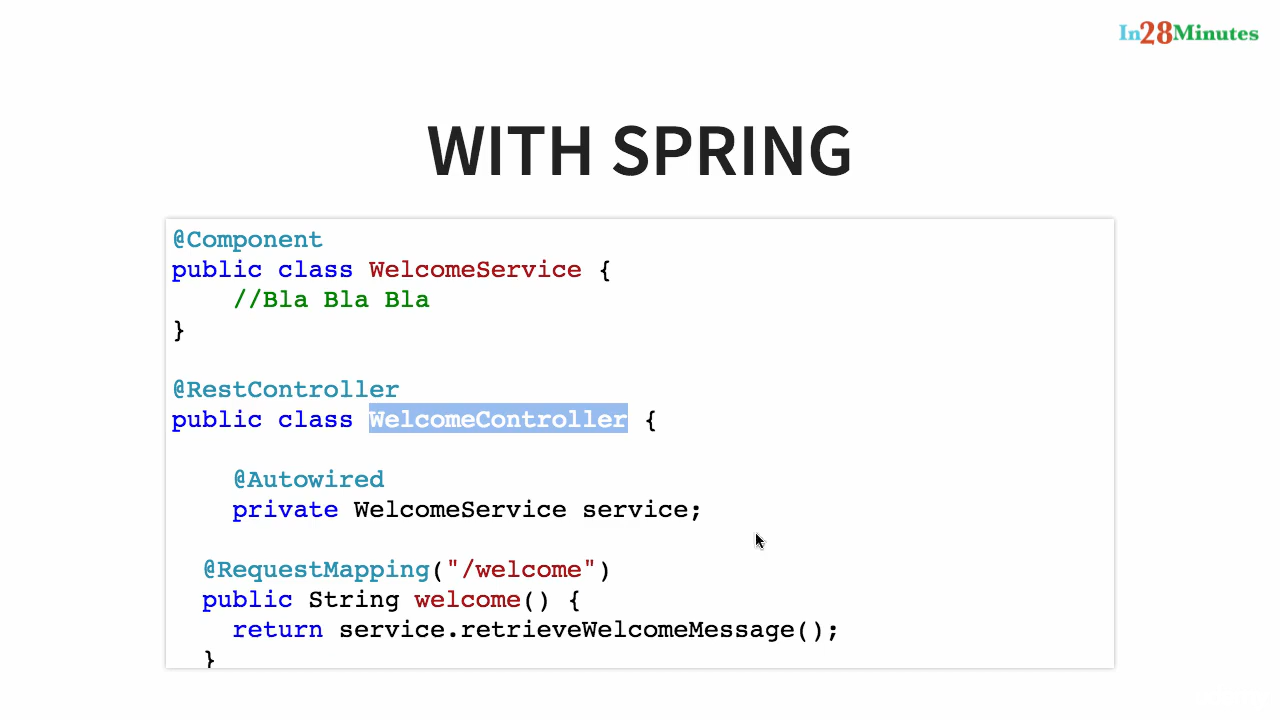 In28Minutes
WITH SPRING
@Component
public class WelcomeService {
    //Bla Bla Bla
}
@RestController
public class WelcomeController {
    @Autowired
    private WelcomeService service;
  @RequestMapping("/welcome")
  public String welcome() {
    return service.retrieveWelcomeMessage();
  }